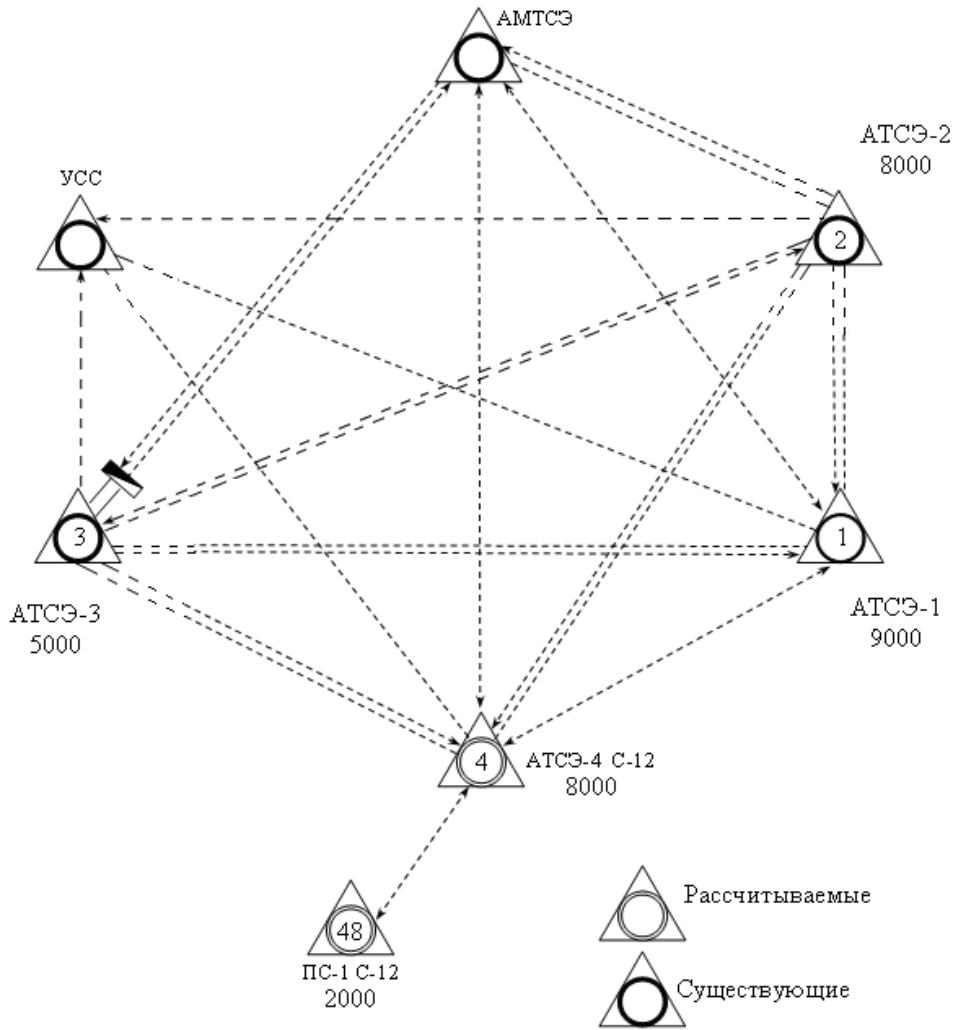 АМТСЭ
АТСЭ-2
8000
УСС
2
3
1
АТСЭ-3
5000
АТСЭ-1
9000
4
АТСЭ-4 С-12
8000
48
ПС-1 С-12
2000
Рассчитываемые
Существующие